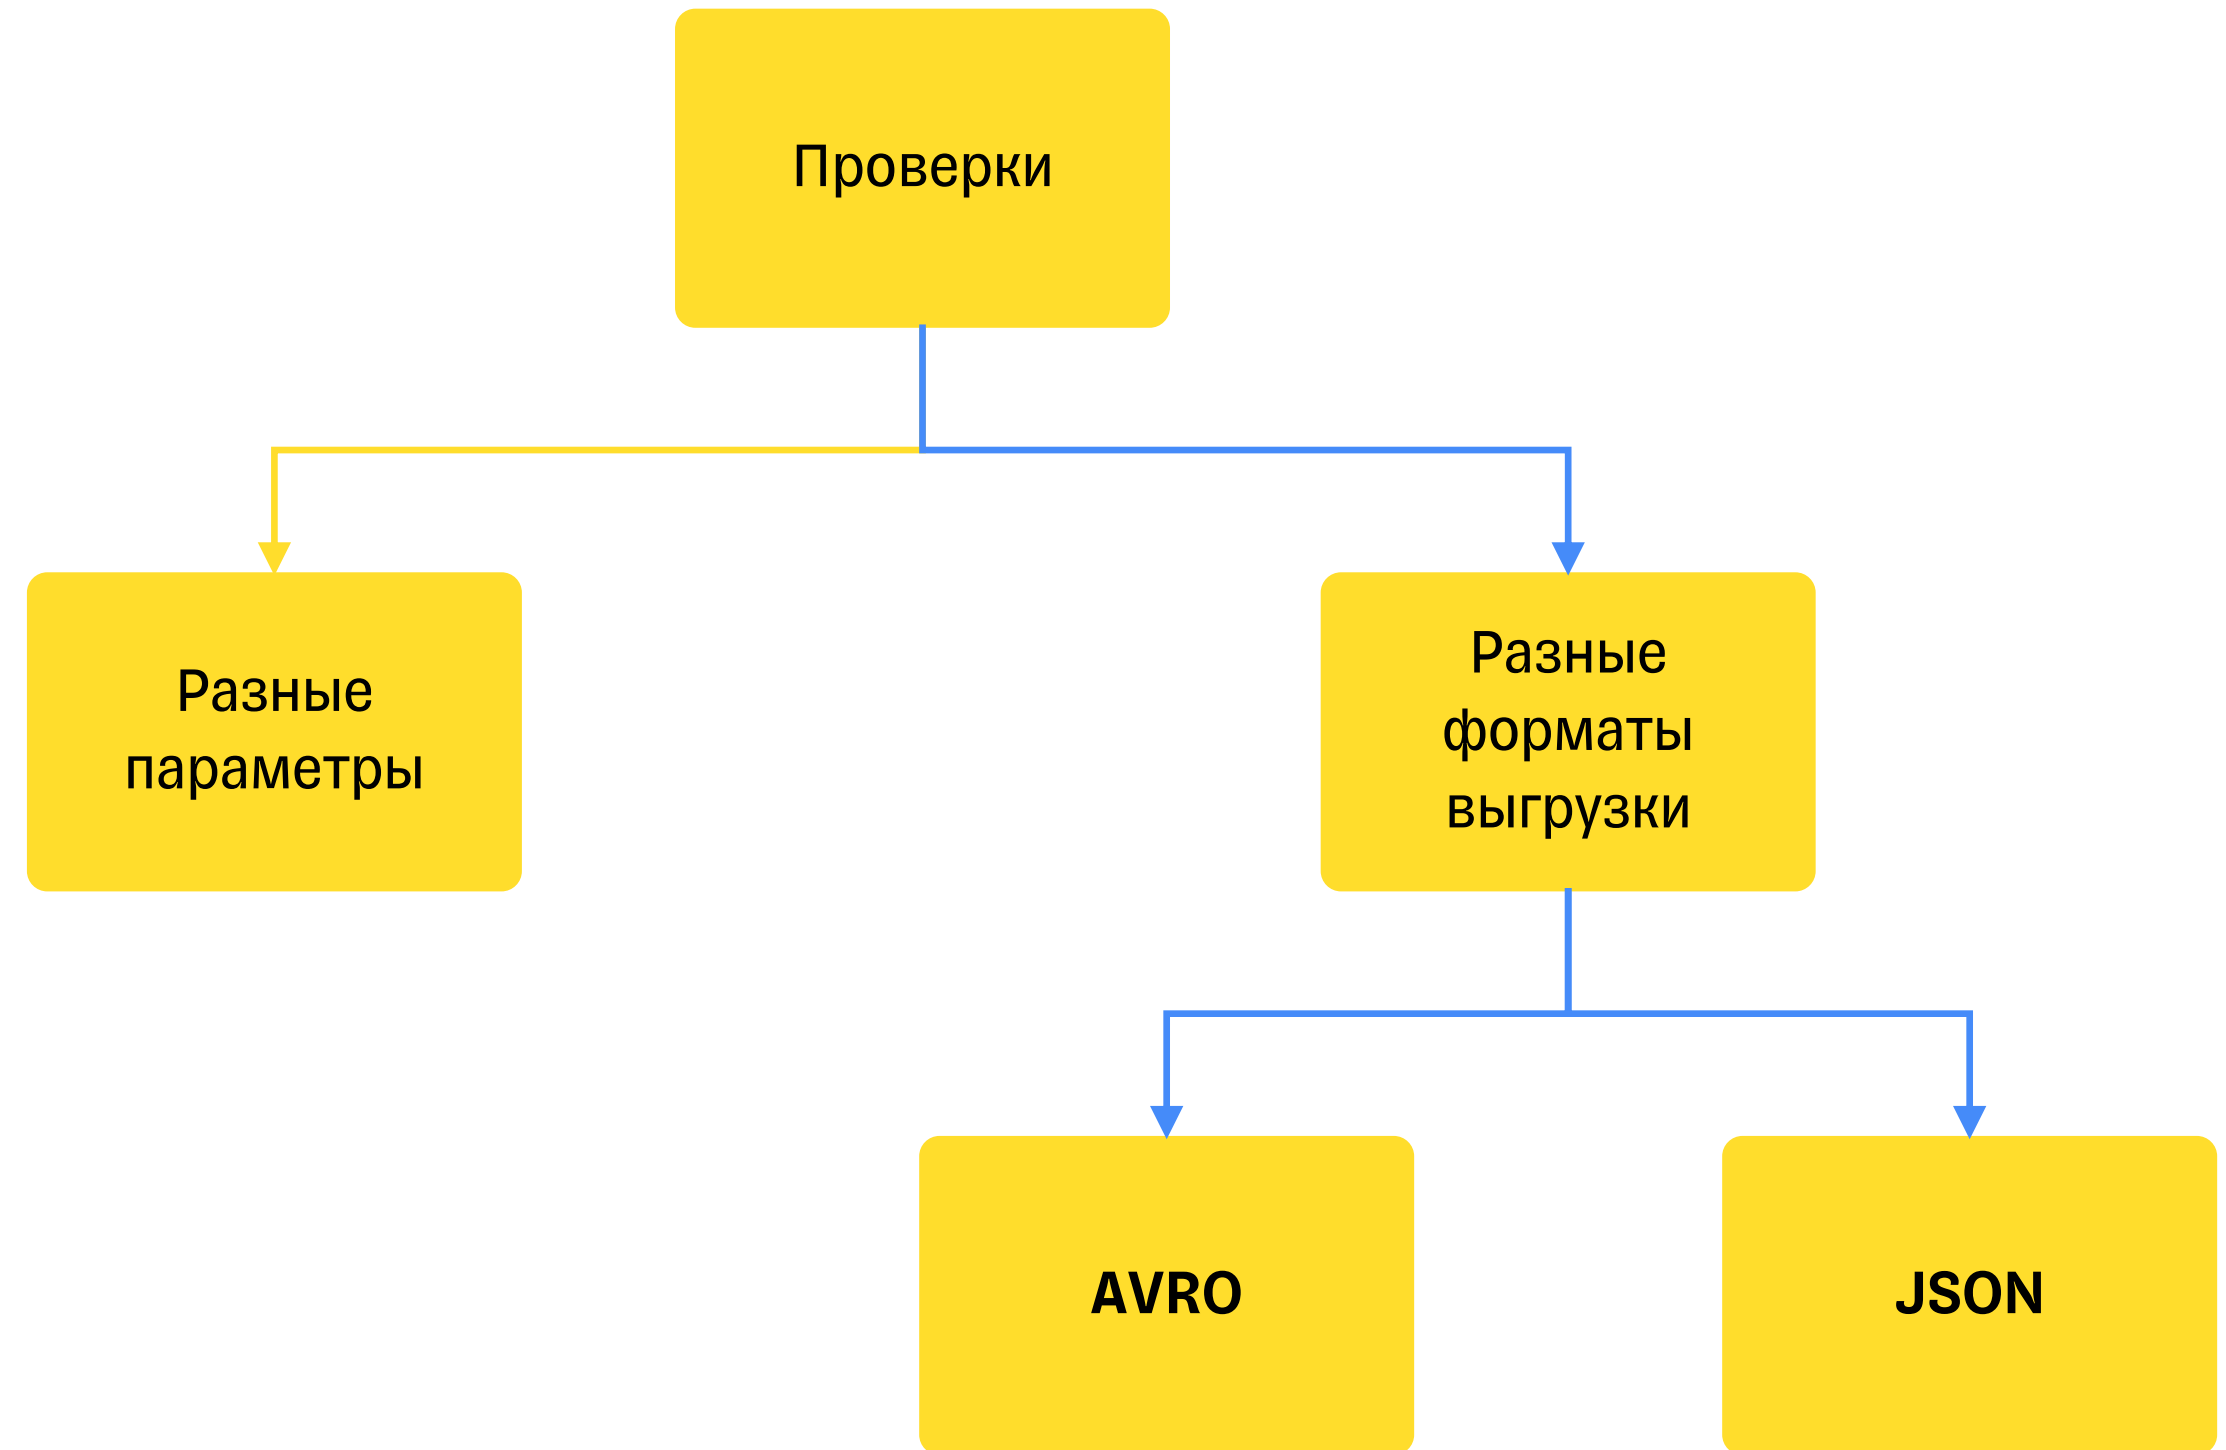 Проверки
Разные
параметры
Разные
форматы
выгрузки
AVRO
JSON